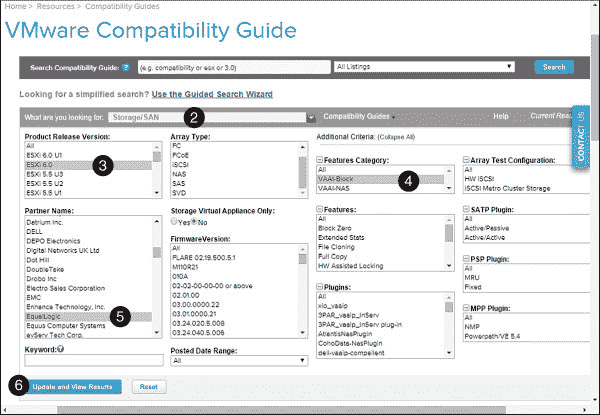 Home > Resources > Compatibility Guides
VMware Compatibility Guide
Search Compatibility Guide: ? (e.g. compatibility or esx or 3.0) All Listings Search
Looking for a simplified search? Use the Guided Search Wizard
What are you looking for: Storage/SAN 2 Compatibility Guides Help Current Resu
CONTACT US
Product Release Version:
All
ESXi 6.0 U1
ESXi 6.0 3
ESXi 5.5 U3
ESXi 5.5 U2
ESXi 5.5 U1
Array Type:
FC
FCoE
iSCSI
NAS
SAS
SVD
Additional Criteria: (Collapse All)
Features Category:
All
VAAI-Block 4
VAAI-NAS
Array Test Configuration:
All
HW iSCSI
iSCSI Metro Cluster Storage
Partner Name:
Datrium Inc.
DELL
DEPO Electronics
Digital Networks UK Ltd
Dot Hill
DoubleTake
Drobo Inc
Electro Sales Corporation
EMC
Enhance Technology, Inc.
EqualLogic 5
Equus Computer Systems
evServ Tech Corp.
Storage Virtual Appliance Only:
Yes No
FirmwareVersion:
All
FLARE 02.19.500.5.1
M110R21
010A
02-02-00-00-00 or above
02.01.00
03.00.0000.22
03.01.0000.21
03.24.020.5.006
03.24.040.5.006
Features:
All
Block Zero
Extended Stats
File Cloning
Full Copy
HW Assisted Locking
SATP Plugin:
All
Active/Passive
Active/Active
PSP Plugin:
All
MRU
Fixed
Plugins:
All
xio_vaaip
3PAR_vaaip_InServ
3PAR_vaaip_InServ plug-in
AtlantisNasPlugin
CohoData-NesPlugin
dell-vaaip-compellent
MPP Plugin:
All
NMP
Powerpath/VE 5.4
Keyword: ?
Posted Date Range:
All
6 Update and View Results Reset